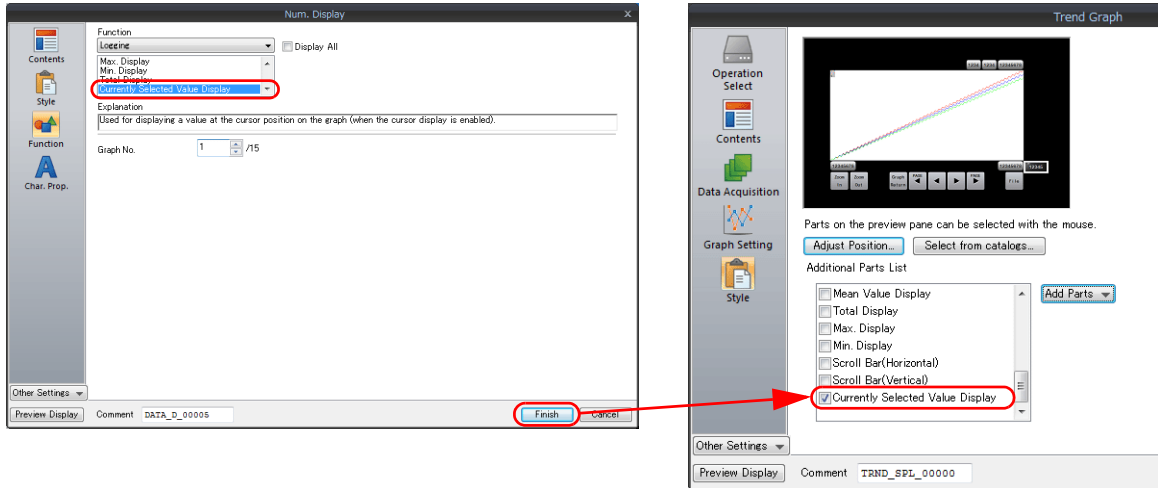 Num. Display
x
Contents
Style
Function
Char. Prop.
Function
Logging
Display All
Max. Display
Min. Display
Total Display
Currently Selected Value Display
Explanation
Used for displaying a value at the cursor position on the graph (when the cursor display is enabled).
Graph No.
1
/15
Other Settings
Preview Display
Comment
DATA_D_00005
Finish
Cancel
Trend Graph
Operation
Select
Contents
Data Acquisition
Graph Setting
Style
Zoom
In
Zoom
Out
Graph
Return
PAGE
PAGE
File
12345678
12345
Parts on the preview pane can be selected with the mouse.
Adjust Position...
Select from catalogs...
Additional Parts List
Mean Value Display
Total Display
Max. Display
Min. Display
Scroll Bar(Horizontal)
Scroll Bar(Vertical)
Currently Selected Value Display
Add Parts
Other Settings
Preview Display
Comment
TRND_SPL_00000